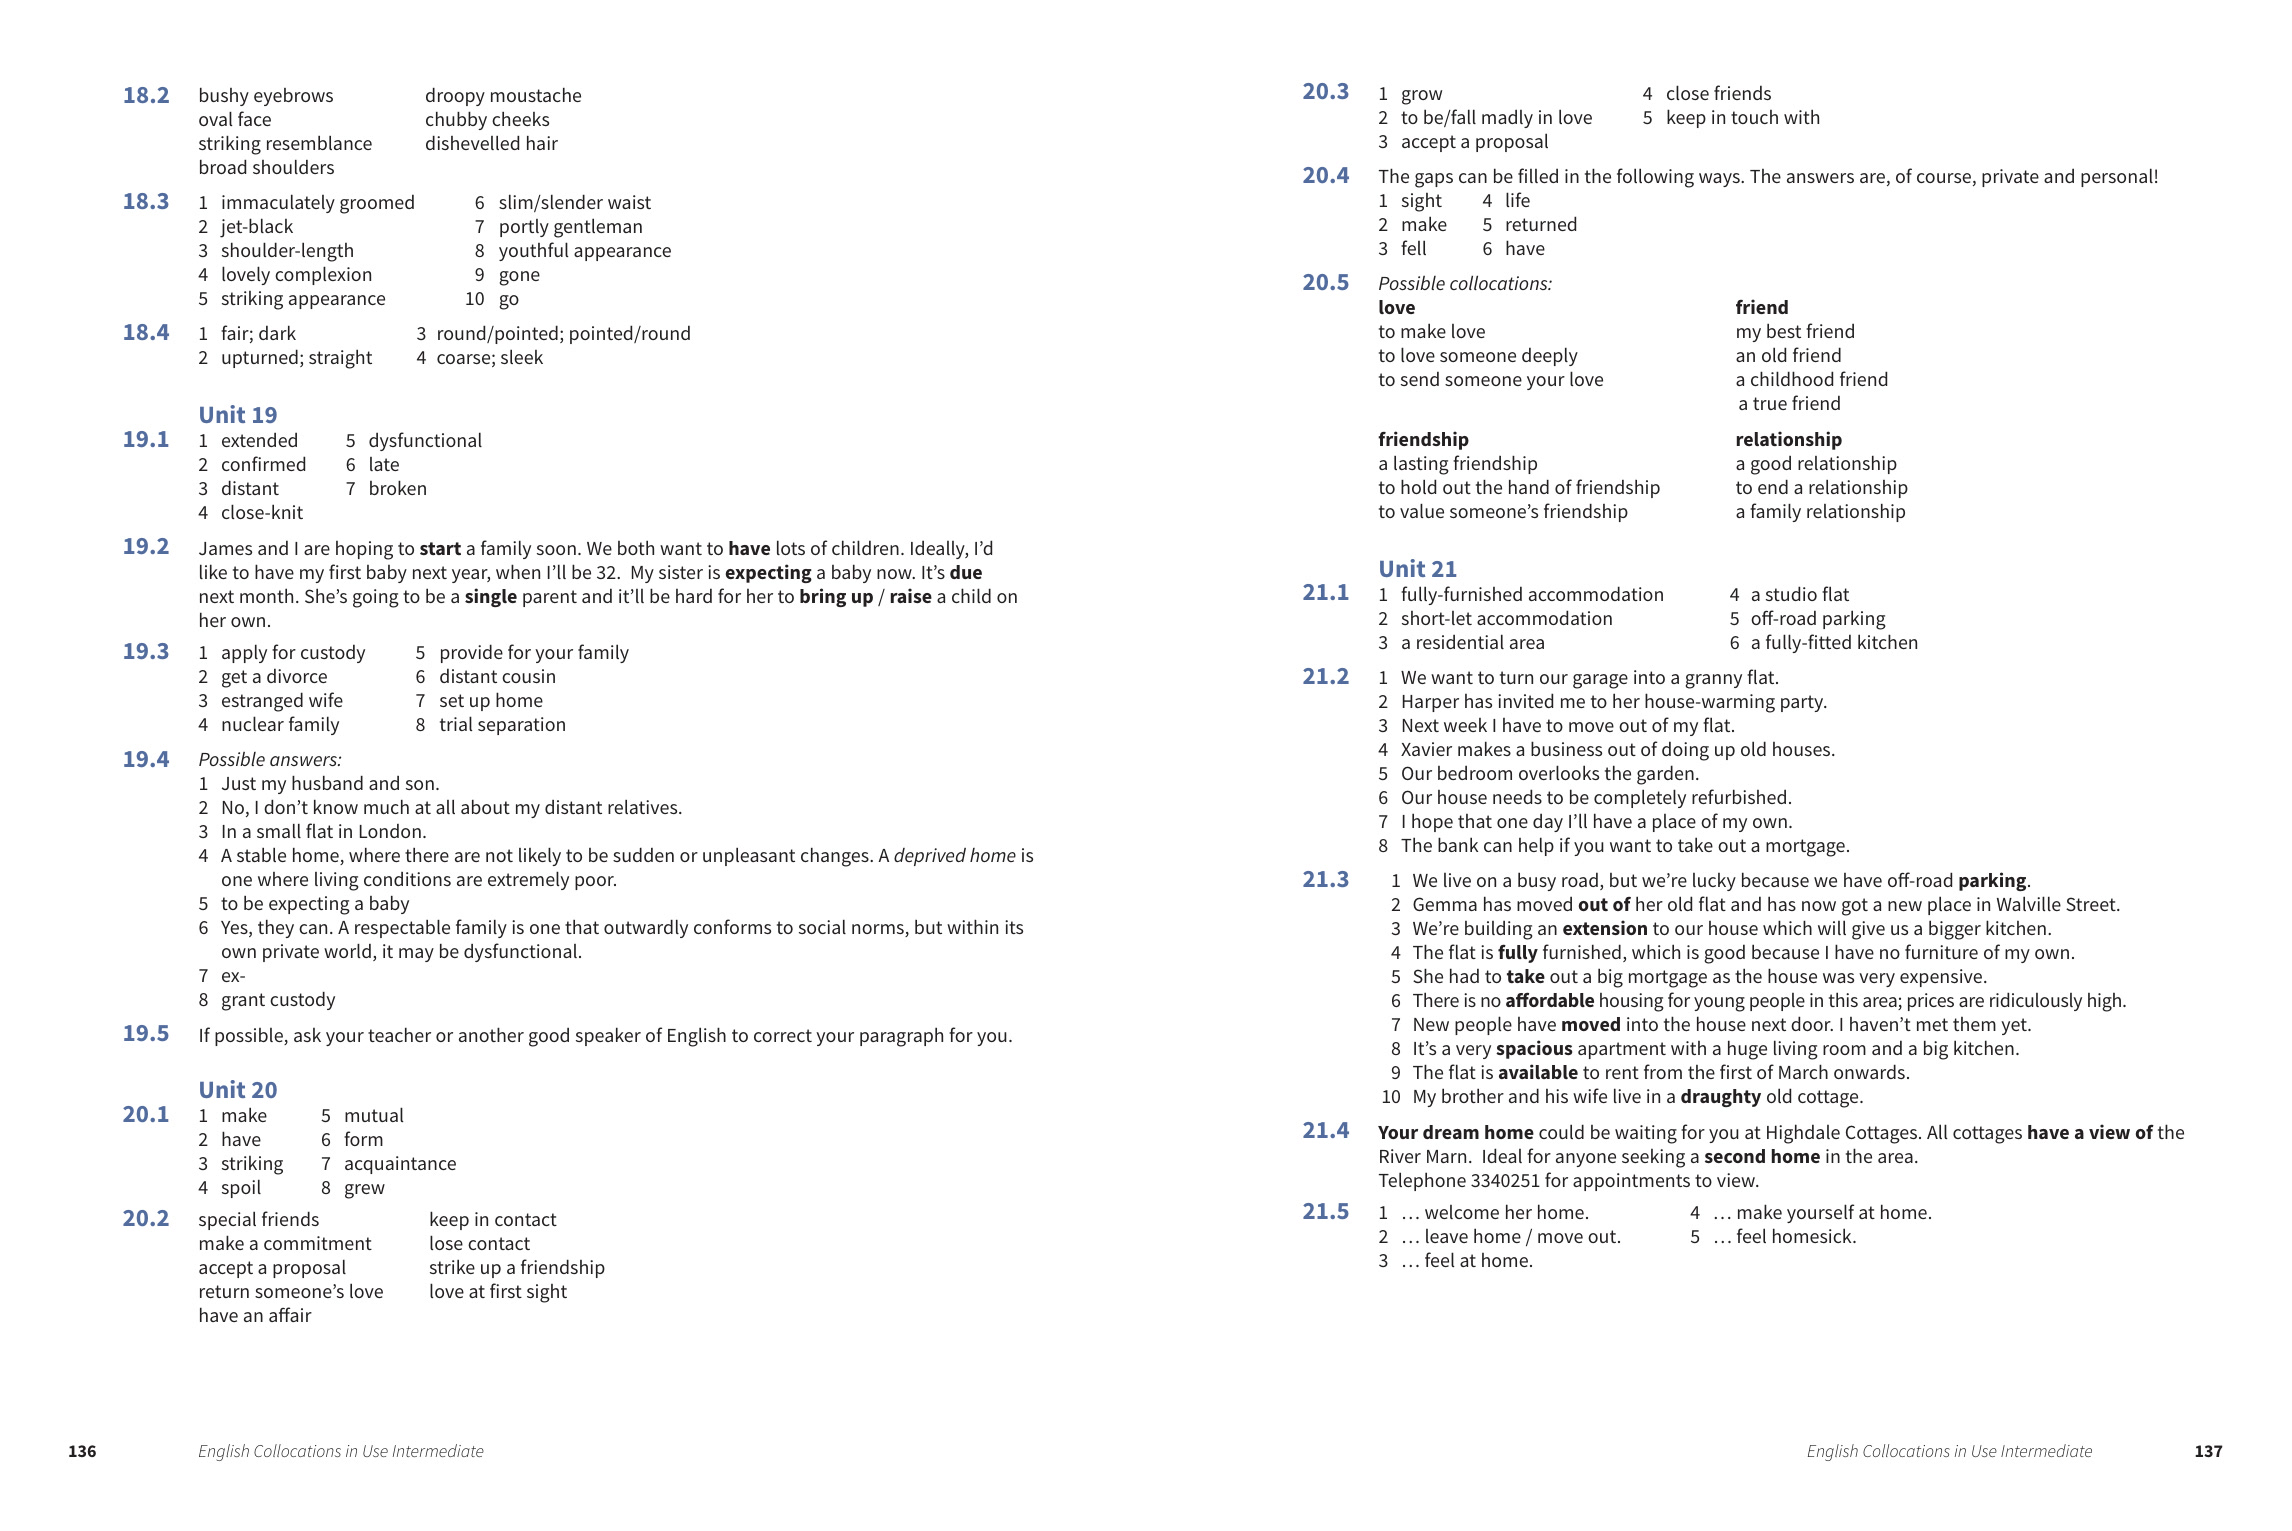 18.2 bushy eyebrows droopy moustache
oval face chubby cheeks
striking resemblance dishevelled hair
broad shoulders
18.3 1 immaculately groomed 6 slim/slender waist
2 jet-black 7 portly gentleman
3 shoulder-length 8 youthful appearance
4 lovely complexion 9 gone
5 striking appearance 10 go
18.4 1 fair; dark 3 round/pointed; pointed/round
2 upturned; straight 4 coarse; sleek
Unit 19
19.1 1 extended 5 dysfunctional
2 confirmed 6 late
3 distant 7 broken
4 close-knit
19.2 James and I are hoping to start a family soon. We both want to have lots of children. Ideally, I’d
like to have my first baby next year, when I’ll be 32. My sister is expecting a baby now. It’s due
next month. She’s going to be a single parent and it’ll be hard for her to bring up / raise a child on
her own.
19.3 1 apply for custody 5 provide for your family
2 get a divorce 6 distant cousin
3 estranged wife 7 set up home
4 nuclear family 8 trial separation
19.4 Possible answers:
1 Just my husband and son.
2 No, I don’t know much at all about my distant relatives.
3 In a small flat in London.
4 A stable home, where there are not likely to be sudden or unpleasant changes. A deprived home is
one where living conditions are extremely poor.
5 to be expecting a baby
6 Yes, they can. A respectable family is one that outwardly conforms to social norms, but within its
own private world, it may be dysfunctional.
7 ex-
8 grant custody
19.5 If possible, ask your teacher or another good speaker of English to correct your paragraph for you.
Unit 20
20.1 1 make 5 mutual
2 have 6 form
3 striking 7 acquaintance
4 spoil 8 grew
20.2 special friends keep in contact
make a commitment lose contact
accept a proposal strike up a friendship
return someone’s love love at first sight
have an affair
136 English Collocations in Use Intermediate
20.3 1 grow 4 close friends
2 to be/fall madly in love 5 keep in touch with
3 accept a proposal
20.4 The gaps can be filled in the following ways. The answers are, of course, private and personal!
1 sight 4 life
2 make 5 returned
3 fell 6 have
20.5 Possible collocations:
love friend
to make love my best friend
to love someone deeply an old friend
to send someone your love a childhood friend
a true friend
friendship relationship
a lasting friendship a good relationship
to hold out the hand of friendship to end a relationship
to value someone’s friendship a family relationship
Unit 21
21.1 1 fully-furnished accommodation 4 a studio flat
2 short-let accommodation 5 off-road parking
3 a residential area 6 a fully-fitted kitchen
21.2 1 We want to turn our garage into a granny flat.
2 Harper has invited me to her house-warming party.
3 Next week I have to move out of my flat.
4 Xavier makes a business out of doing up old houses.
5 Our bedroom overlooks the garden.
6 Our house needs to be completely refurbished.
7 I hope that one day I’ll have a place of my own.
8 The bank can help if you want to take out a mortgage.
21.3 1 We live on a busy road, but we’re lucky because we have off-road parking.
2 Gemma has moved out of her old flat and has now got a new place in Walville Street.
3 We’re building an extension to our house which will give us a bigger kitchen.
4 The flat is fully furnished, which is good because I have no furniture of my own.
5 She had to take out a big mortgage as the house was very expensive.
6 There is no affordable housing for young people in this area; prices are ridiculously high.
7 New people have moved into the house next door. I haven’t met them yet.
8 It’s a very spacious apartment with a huge living room and a big kitchen.
9 The flat is available to rent from the first of March onwards.
10 My brother and his wife live in a draughty old cottage.
21.4 Your dream home could be waiting for you at Highdale Cottages. All cottages have a view of the
River Marn. Ideal for anyone seeking a second home in the area.
Telephone 3340251 for appointments to view.
21.5 1 … welcome her home. 4 … make yourself at home.
2 … leave home / move out. 5 … feel homesick.
3 … feel at home.
English Collocations in Use Intermediate 137